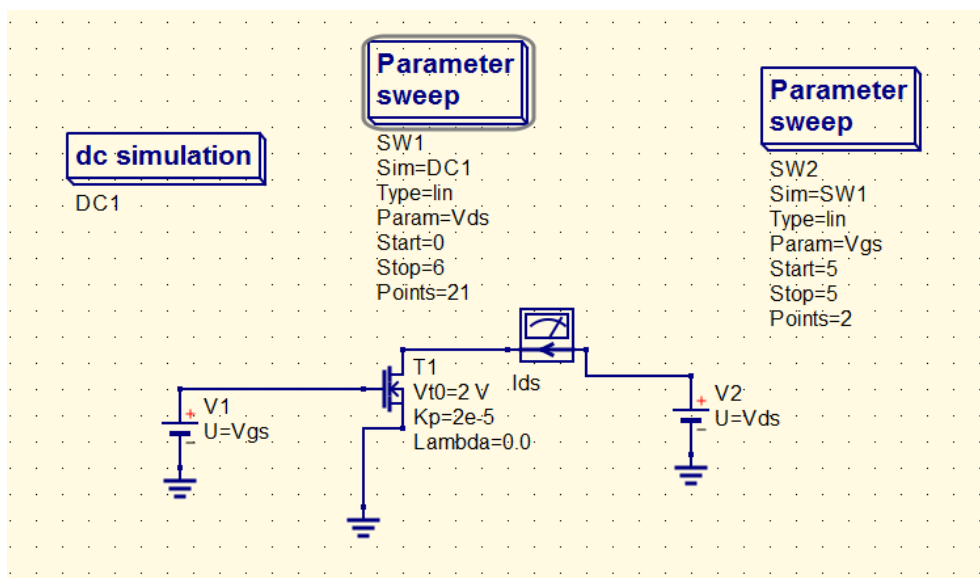 Parameter
sweep
SW1
Sim=DC1
Type=lin
Param=Vds
Start=0
Stop=6
Points=21
Parameter
sweep
SW2
Sim=SW1
Type=lin
Param=Vgs
Start=5
Stop=5
Points=2
dc simulation
DC1
T1
Vt0=2 V
Kp=2e-5
Lambda=0.0
Ids
V1
U=Vgs
V2
U=Vds